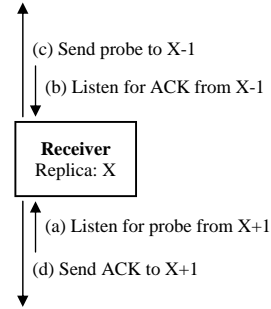 (c) Send probe to X-1
(b) Listen for ACK from X-1
Receiver
Replica: X
(a) Listen for probe from X+1
(d) Send ACK to X+1